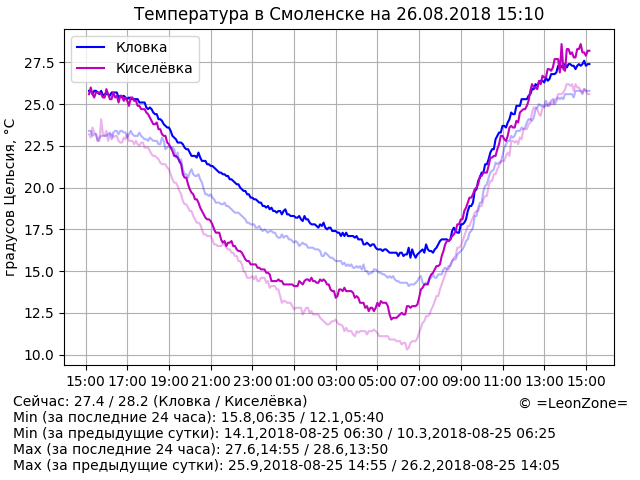 Температура в Смоленске на 26.08.2018 15:10
Кловка
Киселёвка
градусов Цельсия, °C
27.5
25.0
22.5
20.0
17.5
15.0
12.5
10.0
15:00 17:00 19:00 21:00 23:00 01:00 03:00 05:00 07:00 09:00 11:00 13:00 15:00
Сейчас: 27.4 / 28.2 (Кловка / Киселёвка)
© =LeonZone=
Min (за последние 24 часа): 15.8,06:35 / 12.1,05:40
Min (за предыдущие сутки): 14.1,2018-08-25 06:30 / 10.3,2018-08-25 06:25
Max (за последние 24 часа): 27.6,14:55 / 28.6,13:50
Max (за предыдущие сутки): 25.9,2018-08-25 14:55 / 26.2,2018-08-25 14:05